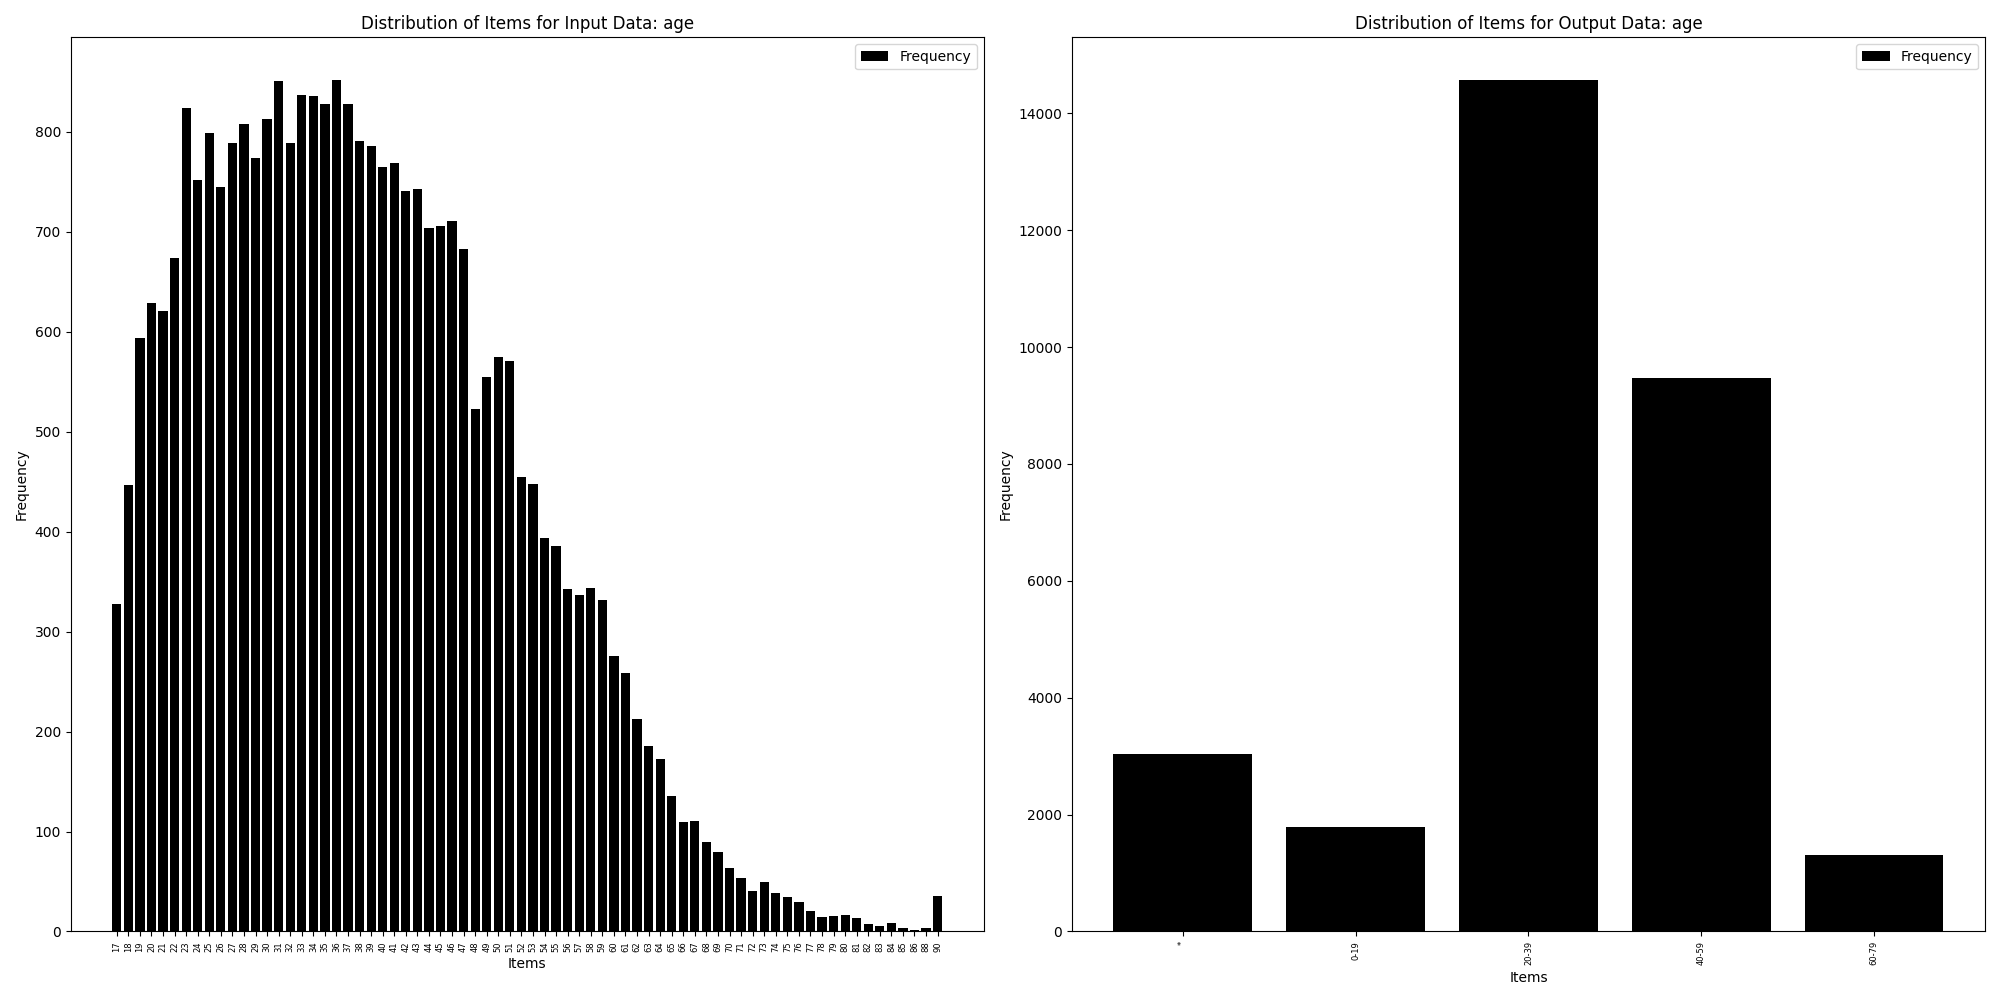 Distribution of Items for Input Data: age
Frequency
800
700
600
500
400
300
200
100
0
Frequency
17 18 19 20 21 22 23 24 25 26 27 28 29 30 31 32 33 34 35 36 37 38 39 40 41 42 43 44 45 46 47 48 49 50 51 52 53 54 55 56 57 58 59 60 61 62 63 64 65 66 67 68 69 70 71 72 73 74 75 76 77 78 79 80 81 82 83 84 85 86 88 90
Items
Distribution of Items for Output Data: age
Frequency
14000
12000
10000
8000
6000
4000
2000
0
Frequency
* 0-19 20-39 40-59 60-79
Items